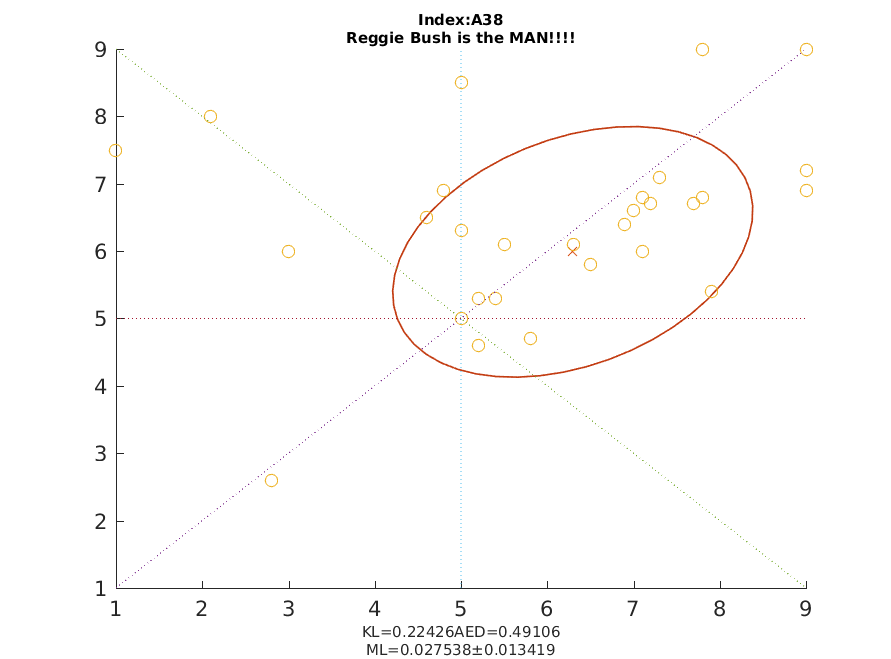 Index:A38
Reggie Bush is the MAN!!!!
9
8
7
6
5
4
3
2
1
1 2 3 4 5 6 7 8 9
KL=0.22426AED=0.49106
ML=0.027538±0.013419